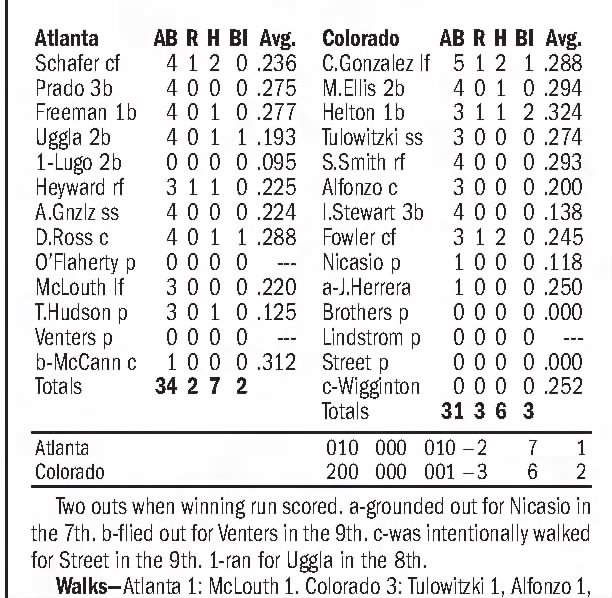 Atlanta AB R H BI Avg.
Schafer cf 4 1 2 0 .236
Prado 3b 4 0 0 0 .275
Freeman 1b 4 0 1 0 .277
Uggla 2b 4 0 1 1 .193
1-Lugo 2b 0 0 0 0 .095
Heyward rf 3 1 1 0 .225
A.Gnzlz ss 4 0 0 0 .224
D.Ross c 4 0 1 1 .288
O'Flaherty p 0 0 0 0 ---
McLouth lf 3 0 0 0 .220
T.Hudson p 3 0 1 0 .125
Venters p 0 0 0 0 ---
b-McCann c 1 0 0 0 .312
Totals 34 2 7 2
Colorado AB R H BI Avg.
C.Gonzalez lf 5 1 2 1 .288
M.Ellis 2b 4 0 1 0 .294
Helton 1b 3 1 1 2 .324
Tulowitzki ss 3 0 0 0 .274
S.Smith rf 4 0 0 0 .293
Alfonzo c 3 0 0 0 .200
I.Stewart 3b 4 0 0 0 .138
Fowler cf 3 1 2 0 .245
Nicasio p 1 0 0 0 .118
a-J.Herrera 1 0 0 0 .250
Brothers p 0 0 0 0 .000
Lindstrom p 0 0 0 0 ---
Street p 0 0 0 0 .000
c-Wigginton 0 0 0 0 .252
Totals 31 3 6 3
Atlanta 010 000 010 –2 7 1
Colorado 200 000 001 –3 6 2
Two outs when winning run scored. a-grounded out for Nicasio in
the 7th. b-flied out for Venters in the 9th. c-was intentionally walked
for Street in the 9th. 1-ran for Uggla in the 8th.
Walks—Atlanta 1: McLouth 1. Colorado 3: Tulowitzki 1, Alfonzo 1,